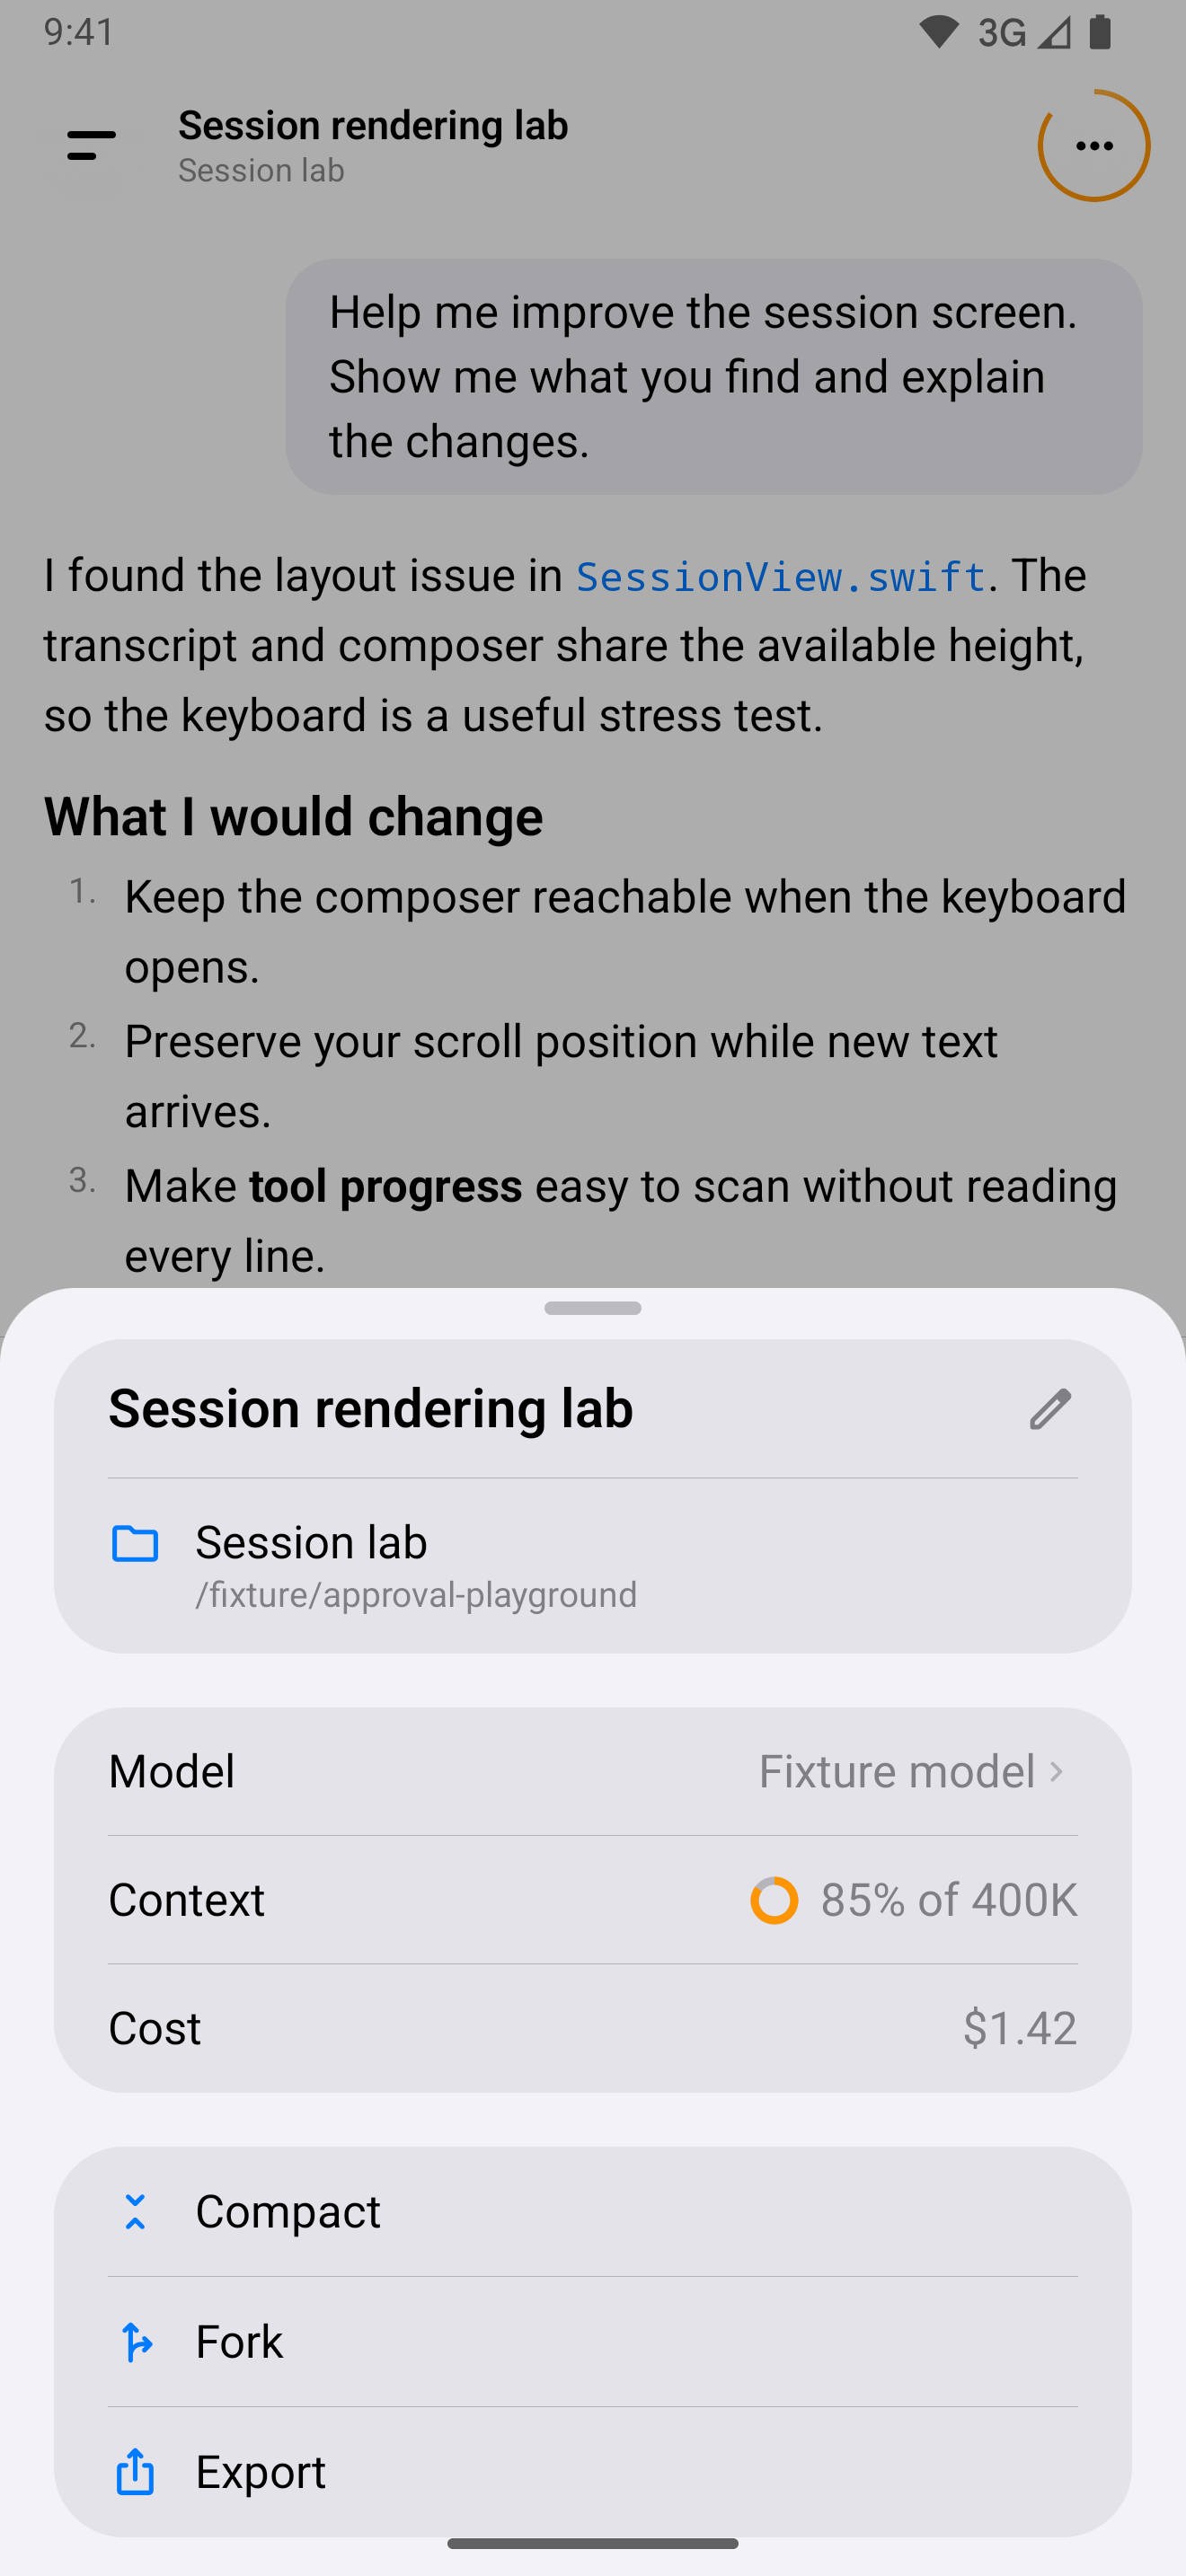 9:41
3G
Session rendering lab
Session lab
Help me improve the session screen.
Show me what you find and explain
the changes.
I found the layout issue in SessionView.swift. The
transcript and composer share the available height,
so the keyboard is a useful stress test.
What I would change
1. Keep the composer reachable when the keyboard
opens.
2. Preserve your scroll position while new text
arrives.
3. Make tool progress easy to scan without reading
every line.
Session rendering lab
Session lab
/fixture/approval-playground
Model Fixture model
Context 85% of 400K
Cost $1.42
Compact
Fork
Export